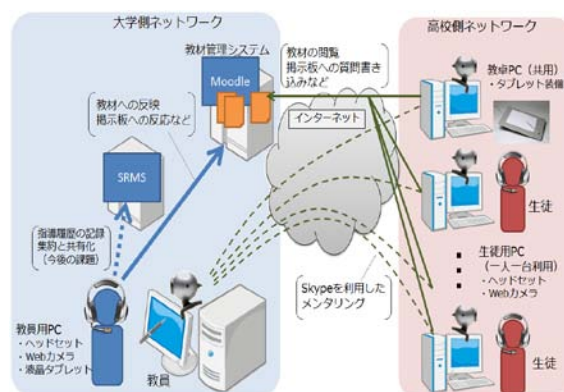 大学側ネットワーク
教材管理システム
Moodle
教材の閲覧
掲示板への質問書き
込みなど
高校側ネットワーク
教卓PC（共用）
・タブレット装備
教材への反映
掲示板への反応など
インターネット
SRMS
生徒
指導履歴の記録
集約と共有化
（今後の課題）
生徒用PC
（一人一台利用）
・ヘッドセット
・Webカメラ
Skypeを利用した
メンタリング
教員用PC
・ヘッドセット
・Webカメラ
・液晶タブレット
教員
生徒